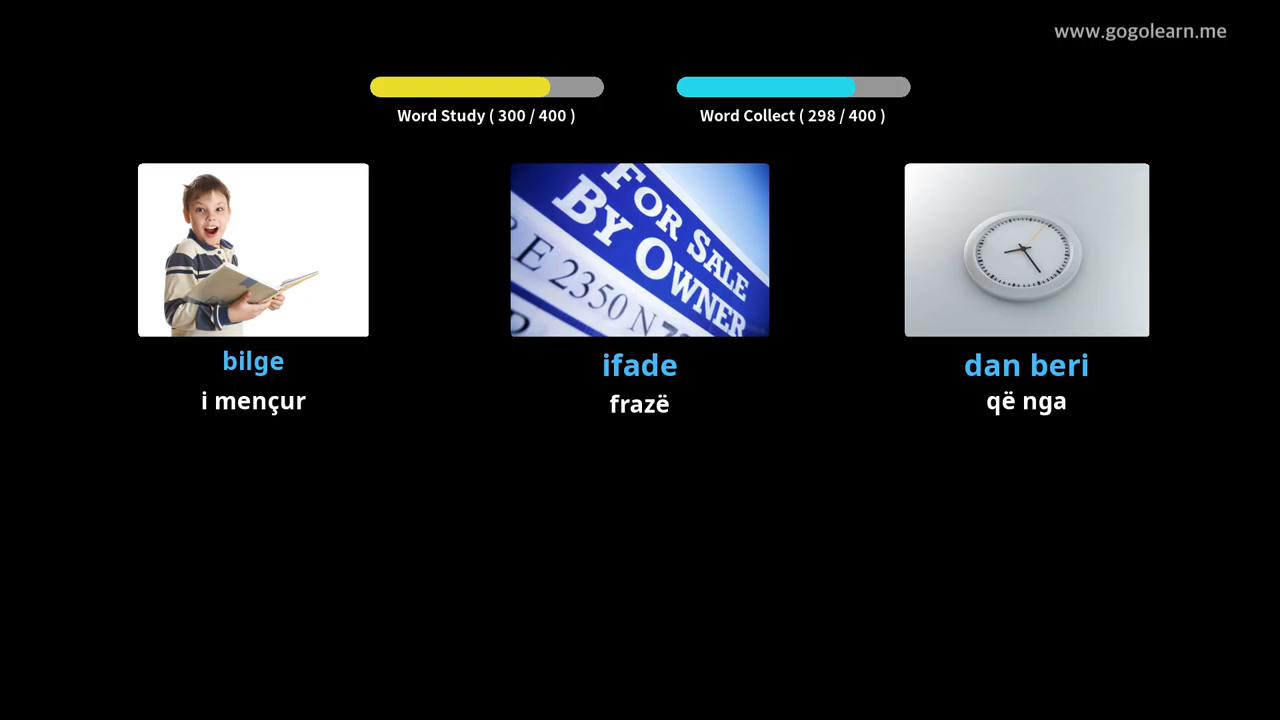 www.gogolearn.me
Word Study ( 300 / 400 )
Word Collect ( 298 / 400 )
FOR SALE
BY OWNER
E 2350 N
bilge
ifade
dan beri
i mençur
frazë
që nga